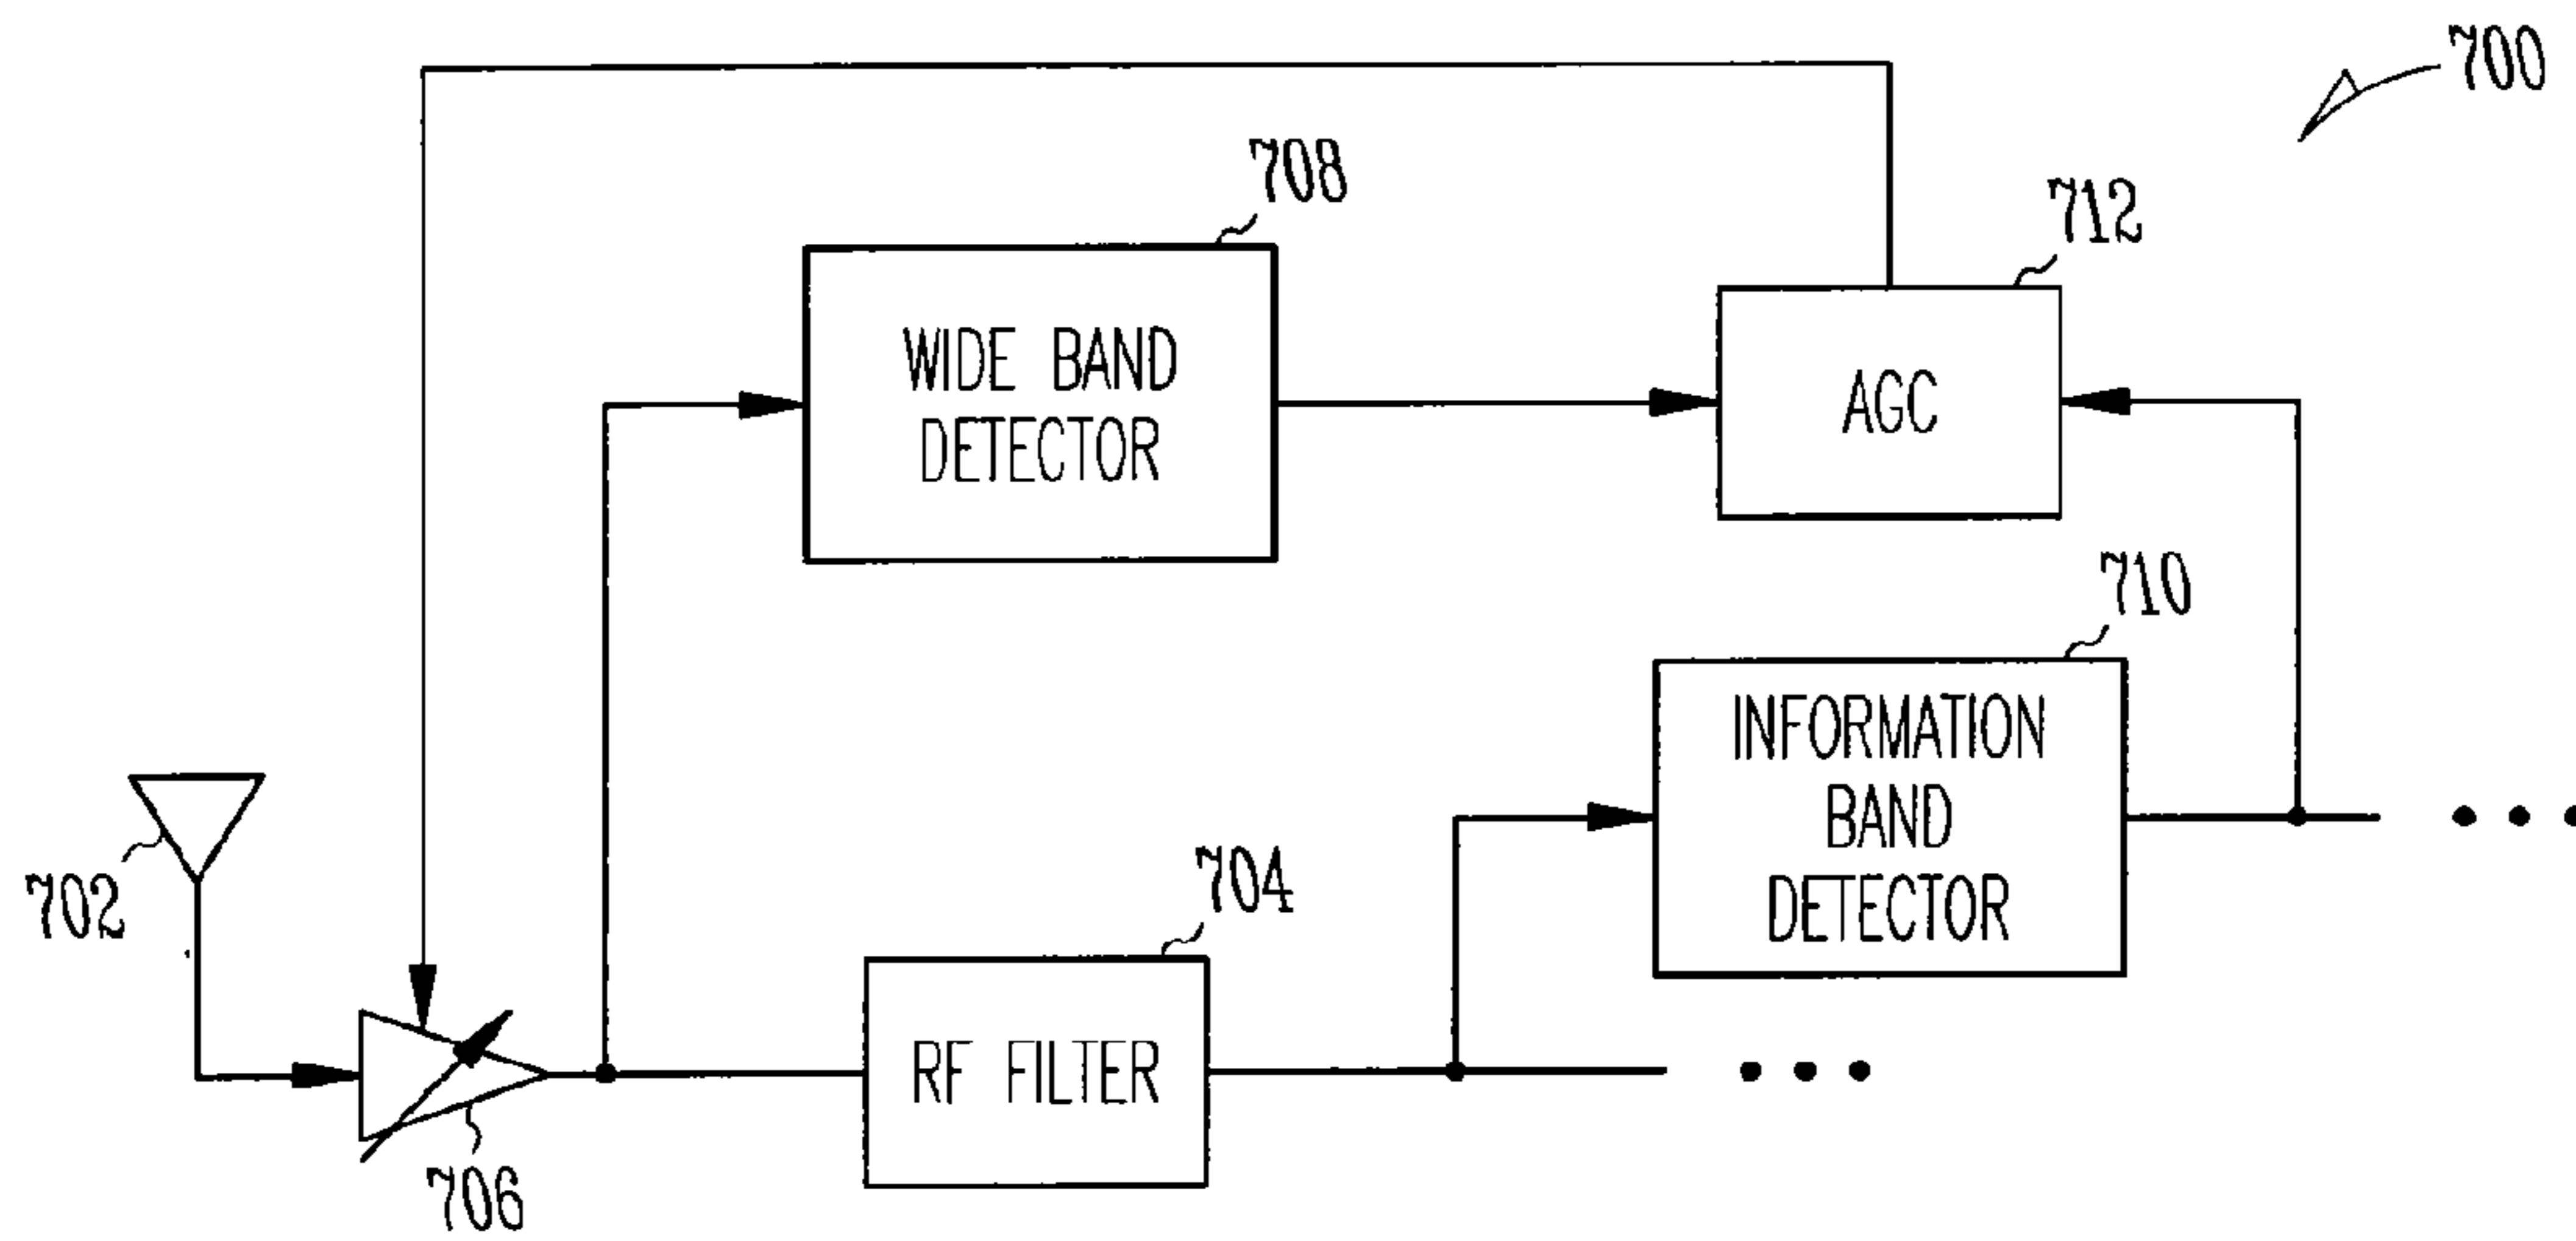 700
708
712
WIDE BAND
DETECTOR
AGC
710
INFORMATION
BAND
DETECTOR
702
704
RF FILTER
706